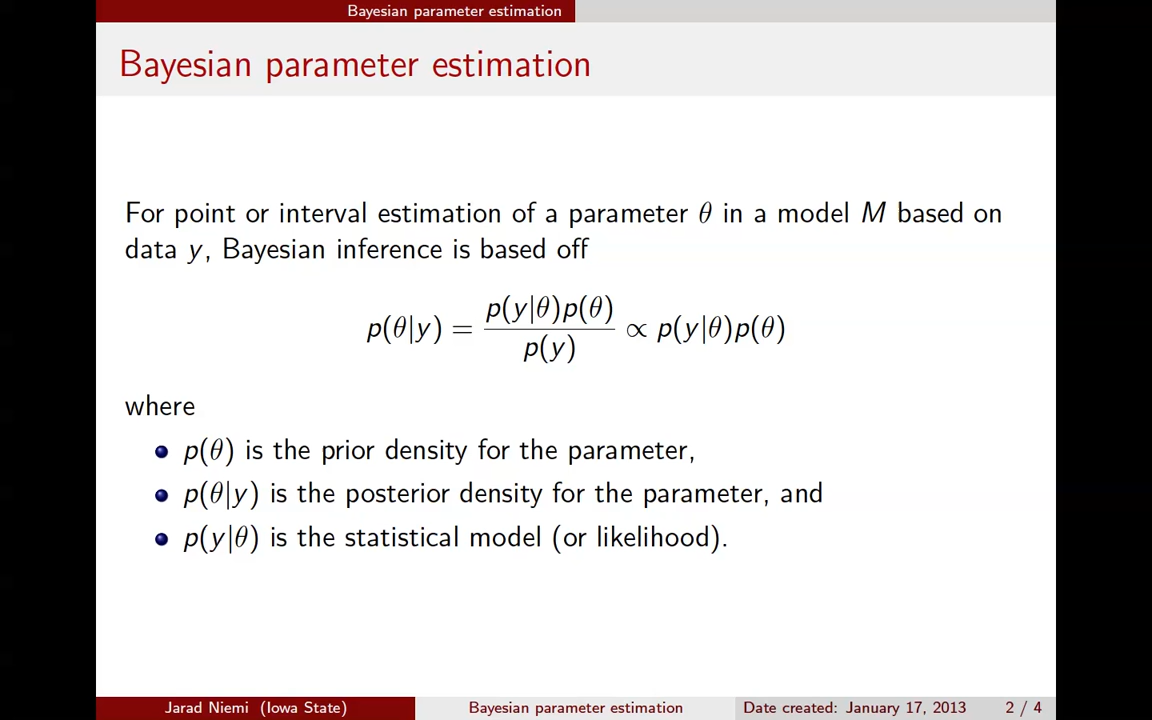 Bayesian parameter estimation
Bayesian parameter estimation
For point or interval estimation of a parameter θ in a model M based on
data y, Bayesian inference is based off
p(θ|y) = p(y|θ)p(θ) / p(y) ∝ p(y|θ)p(θ)
where
p(θ) is the prior density for the parameter,
p(θ|y) is the posterior density for the parameter, and
p(y|θ) is the statistical model (or likelihood).
Jarad Niemi (Iowa State) Bayesian parameter estimation Date created: January 17, 2013 2 / 4